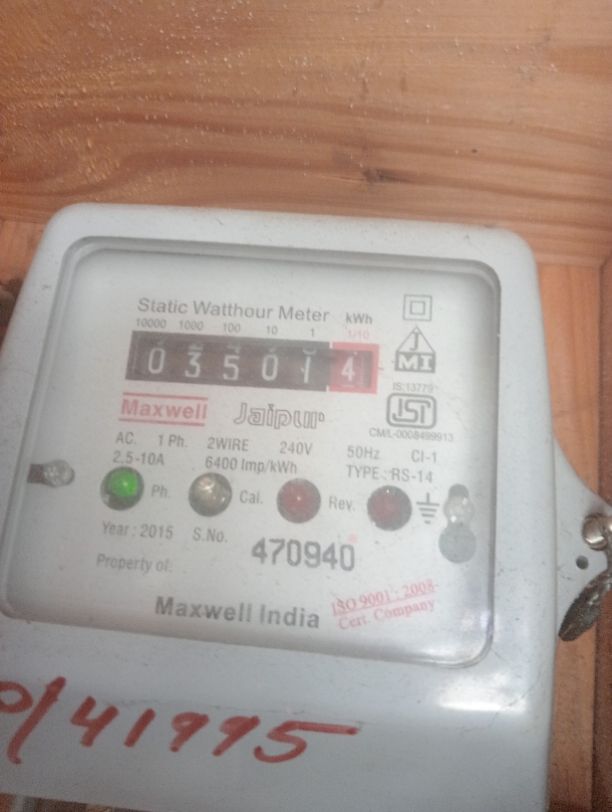 Static Watthour Meter kWh
10000 1000 100 10 1 1/10
0 3 5 0 1 4
J
MI
IS:13779
Maxwell Jaipur ISI
CM/L-0008499913
AC. 1 Ph. 2WIRE 240V 50Hz Cl-1
2.5-10A 6400 Imp/kWh TYPE : RS-14
Ph. Cal. Rev.
Year : 2015 S.No. 470940
Property of:
Maxwell India
ISO 9001 : 2008
Cert. Company
/41995